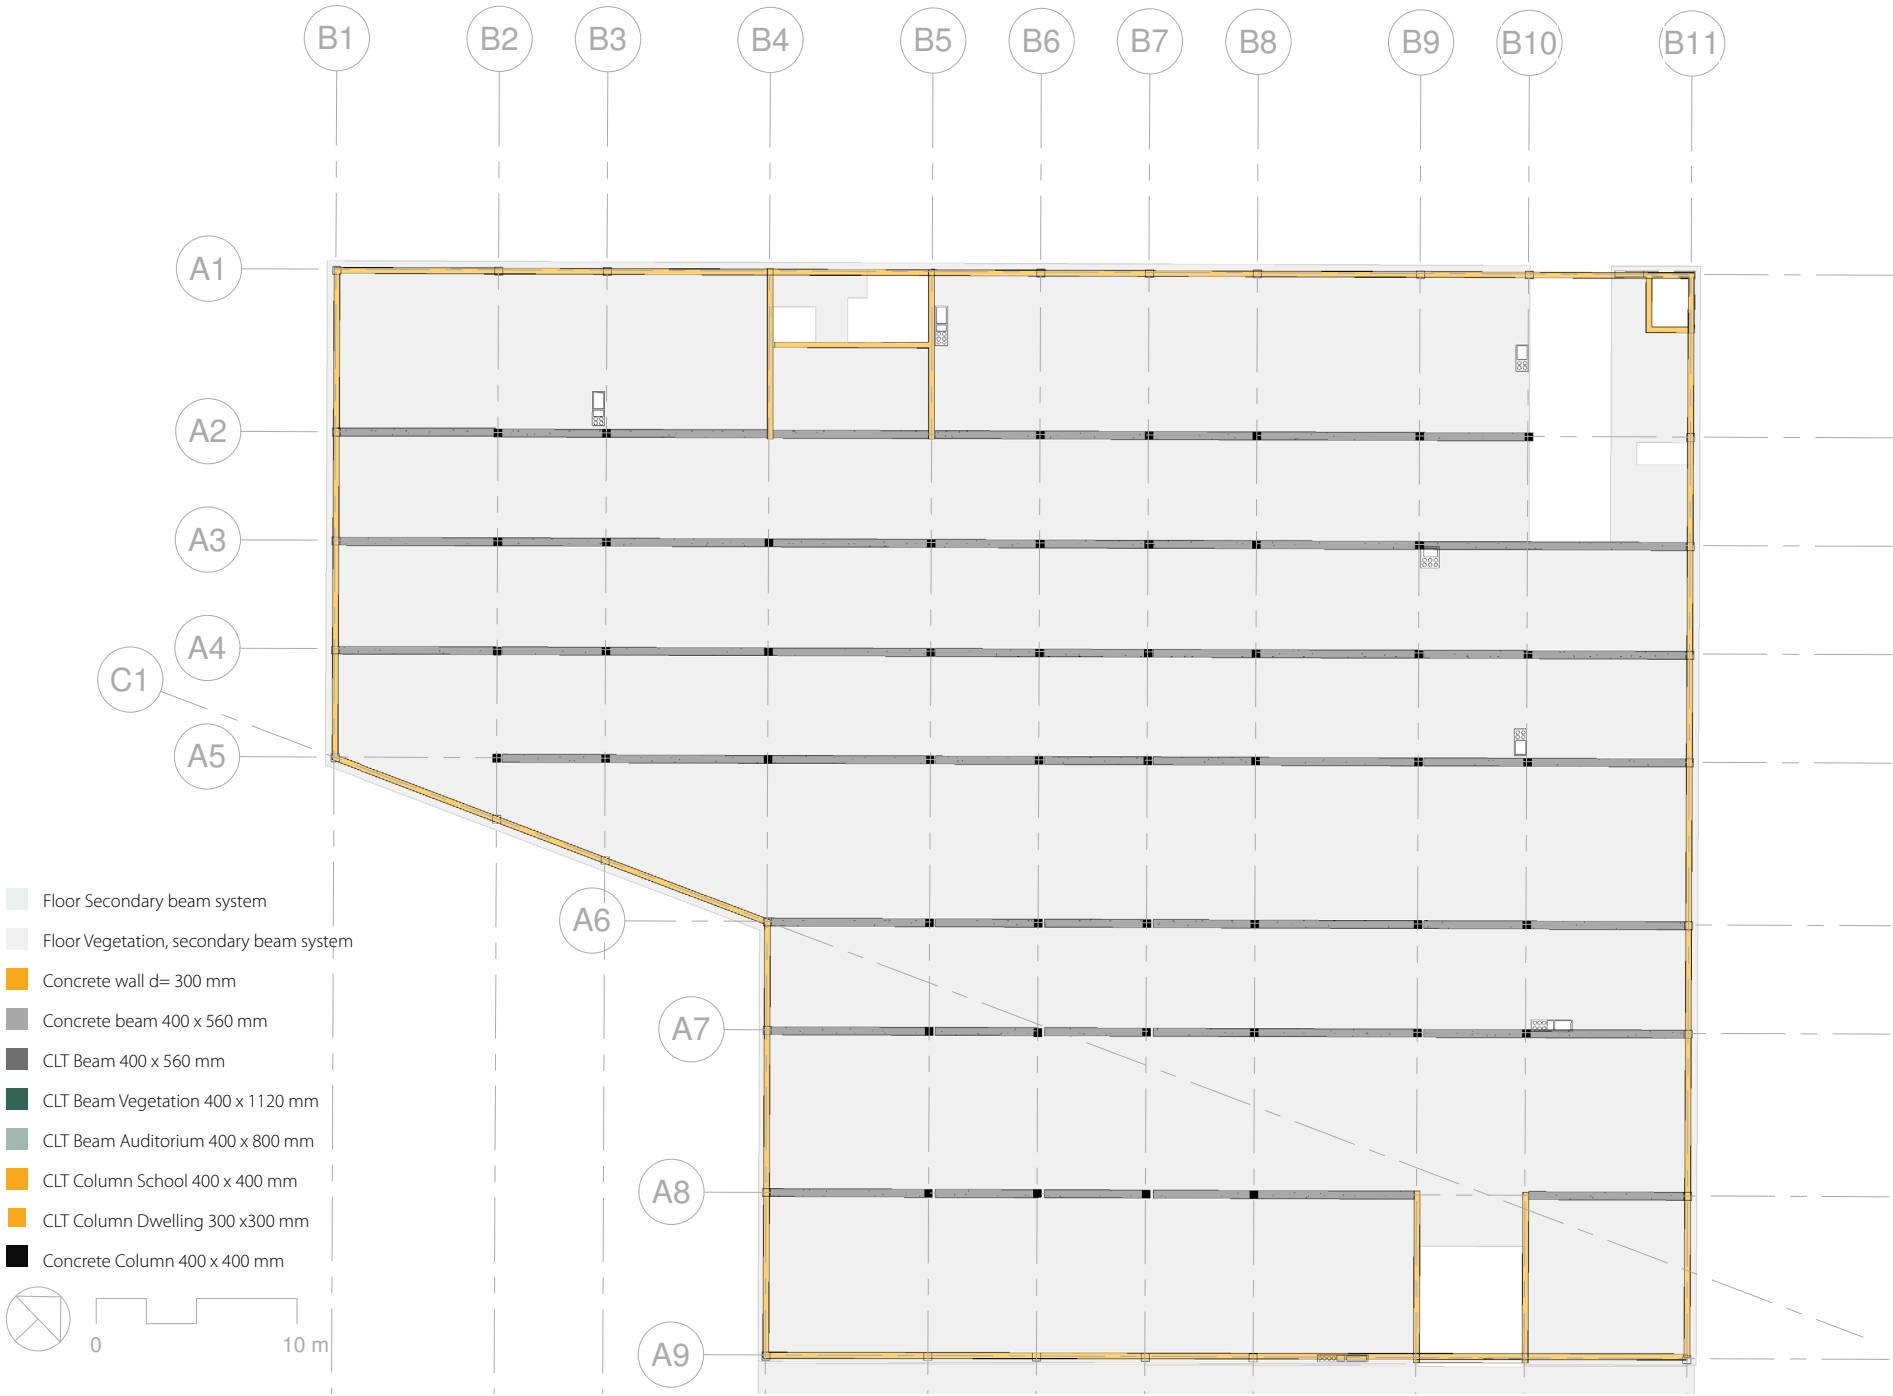 B1 B2 B3 B4 B5 B6 B7 B8 B9 B10 B11
A1
A2
A3
A4
C1
A5
A6
A7
A8
A9
Floor Secondary beam system
Floor Vegetation, secondary beam system
Concrete wall d= 300 mm
Concrete beam 400 x 560 mm
CLT Beam 400 x 560 mm
CLT Beam Vegetation 400 x 1120 mm
CLT Beam Auditorium 400 x 800 mm
CLT Column School 400 x 400 mm
CLT Column Dwelling 300 x300 mm
Concrete Column 400 x 400 mm
0 10 m